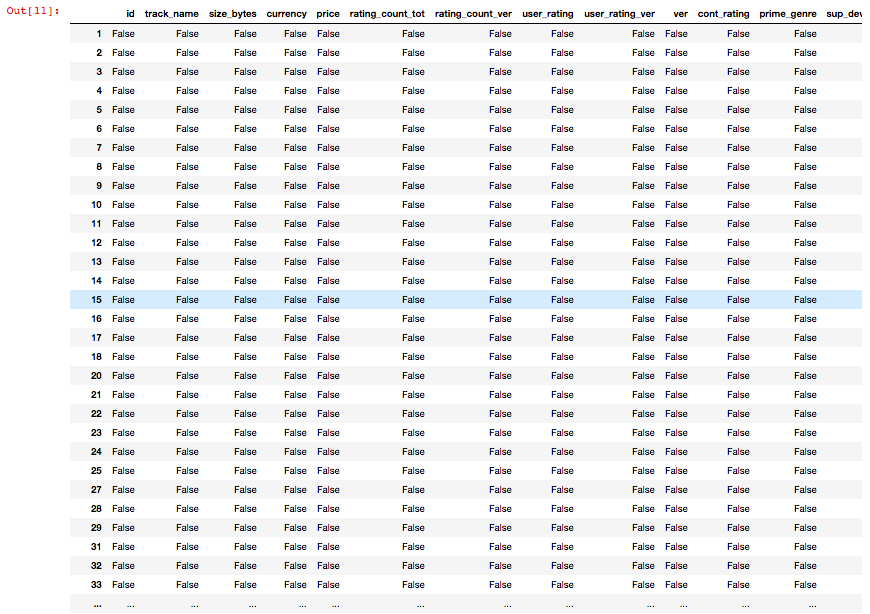 Out[11]:
id track_name size_bytes currency price rating_count_tot rating_count_ver user_rating user_rating_ver ver cont_rating prime_genre sup_dev
1 False False False False False False False False False False False False
2 False False False False False False False False False False False False
3 False False False False False False False False False False False False
4 False False False False False False False False False False False False
5 False False False False False False False False False False False False
6 False False False False False False False False False False False False
7 False False False False False False False False False False False False
8 False False False False False False False False False False False False
9 False False False False False False False False False False False False
10 False False False False False False False False False False False False
11 False False False False False False False False False False False False
12 False False False False False False False False False False False False
13 False False False False False False False False False False False False
14 False False False False False False False False False False False False
15 False False False False False False False False False False False False
16 False False False False False False False False False False False False
17 False False False False False False False False False False False False
18 False False False False False False False False False False False False
20 False False False False False False False False False False False False
21 False False False False False False False False False False False False
22 False False False False False False False False False False False False
23 False False False False False False False False False False False False
24 False False False False False False False False False False False False
25 False False False False False False False False False False False False
27 False False False False False False False False False False False False
28 False False False False False False False False False False False False
29 False False False False False False False False False False False False
31 False False False False False False False False False False False False
32 False False False False False False False False False False False False
33 False False False False False False False False False False False False
... ... ... ... ... ... ... ... ... ... ... ... ...